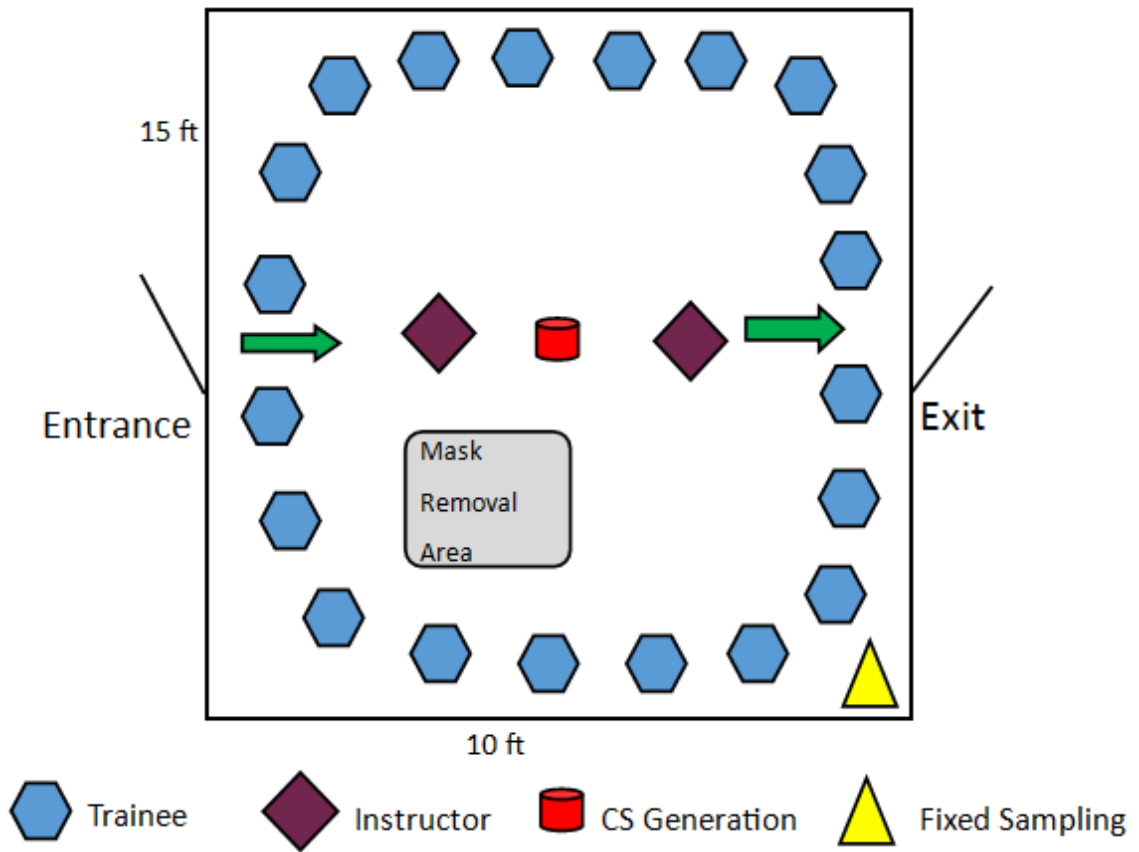 15 ft
Entrance
Exit
Mask
Removal
Area
10 ft
Trainee
Instructor
CS Generation
Fixed Sampling